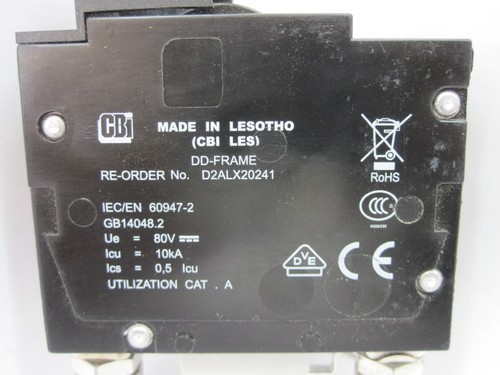 CBi
MADE IN LESOTHO
(CBI LES)
DD-FRAME
RE-ORDER No. D2ALX20241
RoHS
IEC/EN 60947-2
GB14048.2
Ue = 80V
Icu = 10kA
Ics = 0,5 Icu
UTILIZATION CAT . A
CCC
DVE
CE